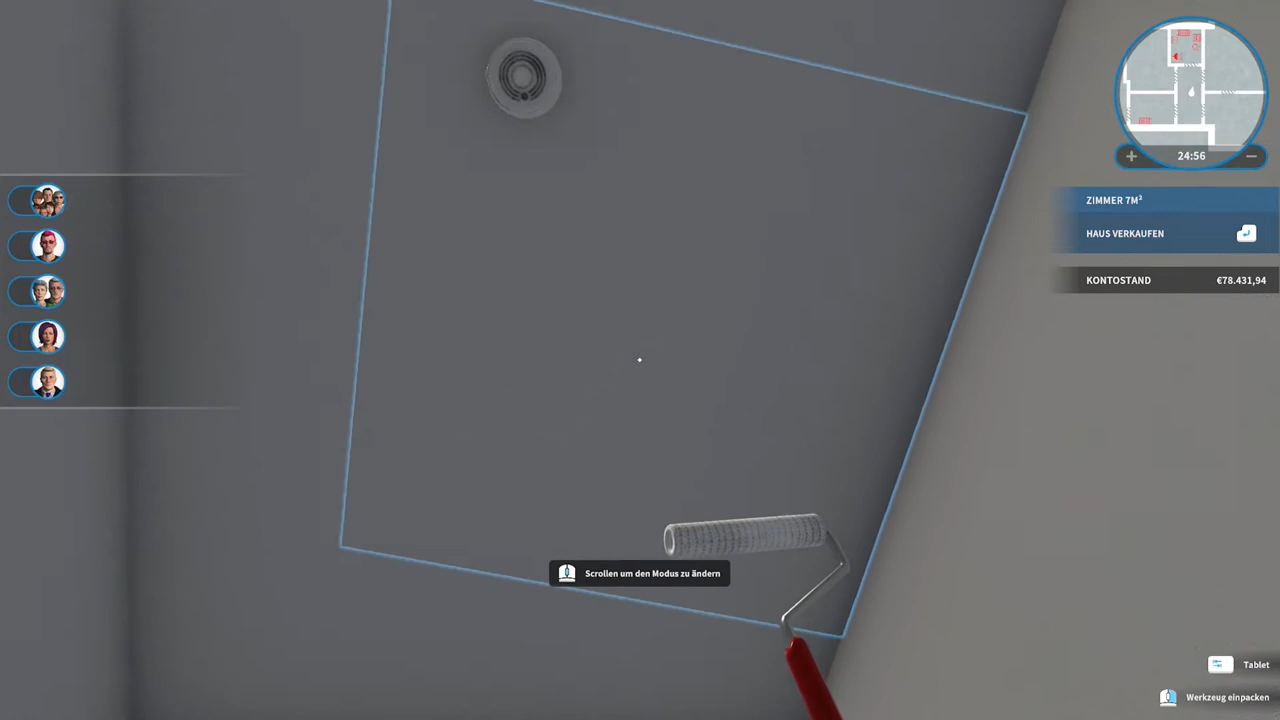 24:56
ZIMMER 7M²
HAUS VERKAUFEN
KONTOSTAND €78.431,94
Scrollen um den Modus zu ändern
Tablet
Werkzeug einpacken